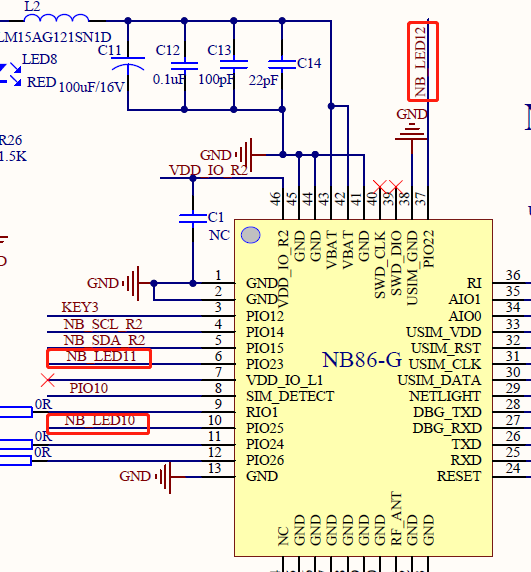 L2
LM15AG121SN1D
LED8
RED
C11
100uF/16V
C12
0.1uF
C13
100pF
C14
22pF
NB_LED12
GND
R26
1.5K
GND
VDD_IO_R2
C1
NC
GND
46 45 44 43 42 41 40 39 38 37
VDD_IO_R2
GND
GND
VBAT
VBAT
GND
SWD_CLK
SWD_DIO
USIM_GND
PIO22
1 GND
2 GND
KEY3 3 PIO12
NB_SCL_R2 4 PIO14
NB_SDA_R2 5 PIO15
NB_LED11 6 PIO23
7 VDD_IO_L1
PIO10 8 SIM_DETECT
0R 9 RIO1
NB_LED10 10 PIO25
0R 11 PIO24
0R 12 PIO26
GND 13 GND
NB86-G
RI 36
AIO1 35
AIO0 34
USIM_VDD 33
USIM_RST 32
USIM_CLK 31
USIM_DATA 30
NETLIGHT 29
DBG_TXD 28
DBG_RXD 27
TXD 26
RXD 25
RESET 24
NC
GND
GND
GND
GND
GND
GND
RF_ANT
GND
GND